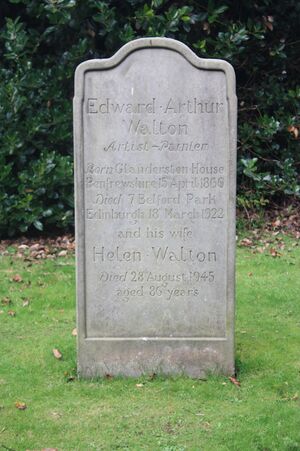 Edward · Arthur
Walton
Artist - Painter
Born Glanderston House
Renfrewshire 15 April 1860
Died 7 Belford Park
Edinburgh 18 March 1922
and his wife
Helen Walton
Died 28 August 1945
aged 86 years